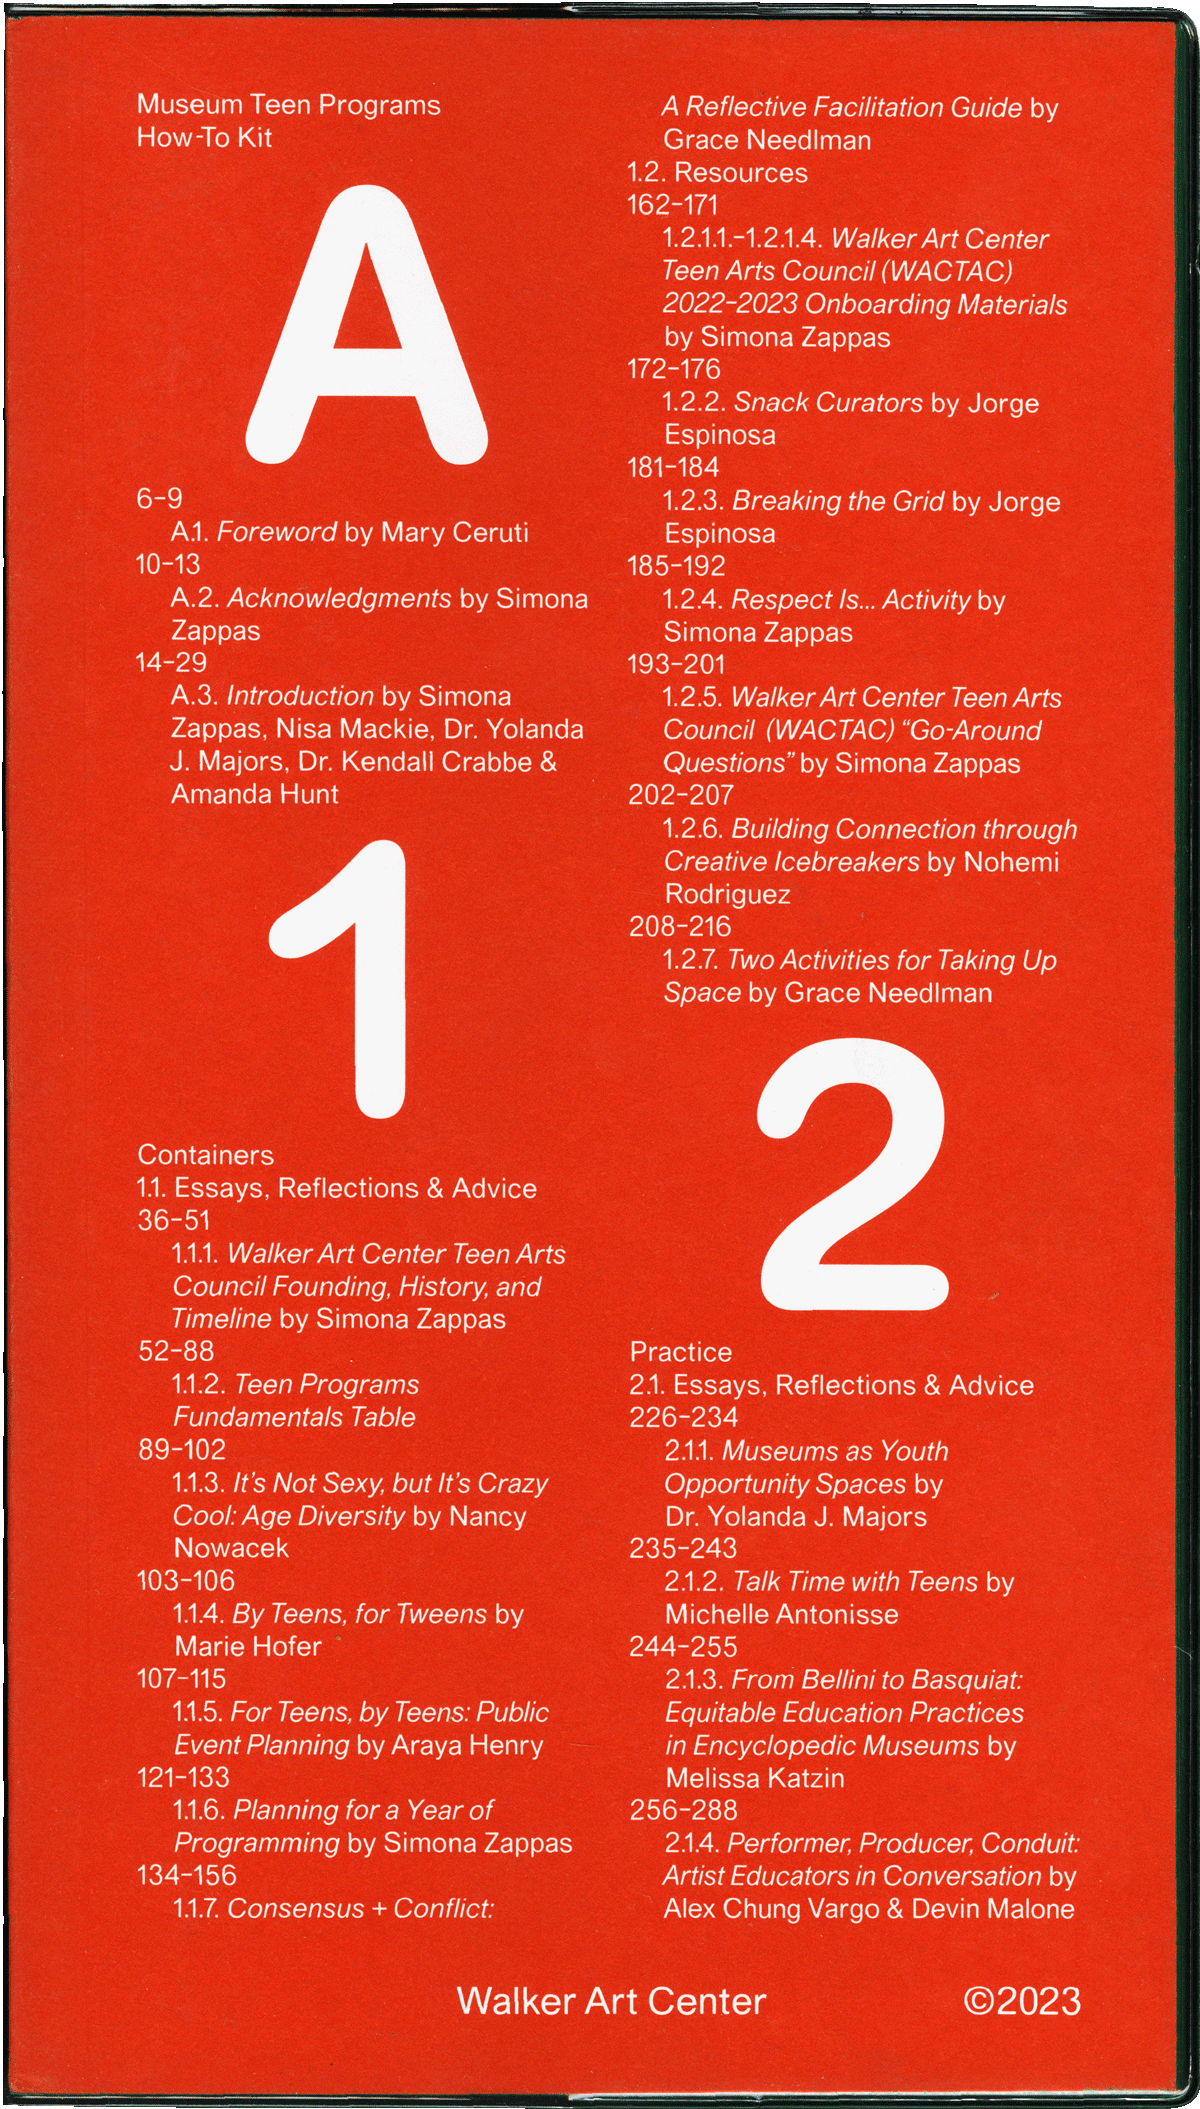 Museum Teen Programs
How-To Kit
A
6–9
A.1. Foreword by Mary Ceruti
10–13
A.2. Acknowledgments by Simona
Zappas
14–29
A.3. Introduction by Simona
Zappas, Nisa Mackie, Dr. Yolanda
J. Majors, Dr. Kendall Crabbe &
Amanda Hunt
1
Containers
1.1. Essays, Reflections & Advice
36–51
1.1.1. Walker Art Center Teen Arts
Council Founding, History, and
Timeline by Simona Zappas
52–88
1.1.2. Teen Programs
Fundamentals Table
89–102
1.1.3. It's Not Sexy, but It's Crazy
Cool: Age Diversity by Nancy
Nowacek
103–106
1.1.4. By Teens, for Tweens by
Marie Hofer
107–115
1.1.5. For Teens, by Teens: Public
Event Planning by Araya Henry
121–133
1.1.6. Planning for a Year of
Programming by Simona Zappas
134–156
1.1.7. Consensus + Conflict:
A Reflective Facilitation Guide by
Grace Needlman
1.2. Resources
162–171
1.2.1.1.–1.2.1.4. Walker Art Center
Teen Arts Council (WACTAC)
2022–2023 Onboarding Materials
by Simona Zappas
172–176
1.2.2. Snack Curators by Jorge
Espinosa
181–184
1.2.3. Breaking the Grid by Jorge
Espinosa
185–192
1.2.4. Respect Is... Activity by
Simona Zappas
193–201
1.2.5. Walker Art Center Teen Arts
Council (WACTAC) “Go-Around
Questions” by Simona Zappas
202–207
1.2.6. Building Connection through
Creative Icebreakers by Nohemi
Rodriguez
208–216
1.2.7. Two Activities for Taking Up
Space by Grace Needlman
2
Practice
2.1. Essays, Reflections & Advice
226–234
2.1.1. Museums as Youth
Opportunity Spaces by
Dr. Yolanda J. Majors
235–243
2.1.2. Talk Time with Teens by
Michelle Antonisse
244–255
2.1.3. From Bellini to Basquiat:
Equitable Education Practices
in Encyclopedic Museums by
Melissa Katzin
256–288
2.1.4. Performer, Producer, Conduit:
Artist Educators in Conversation by
Alex Chung Vargo & Devin Malone
Walker Art Center
©2023